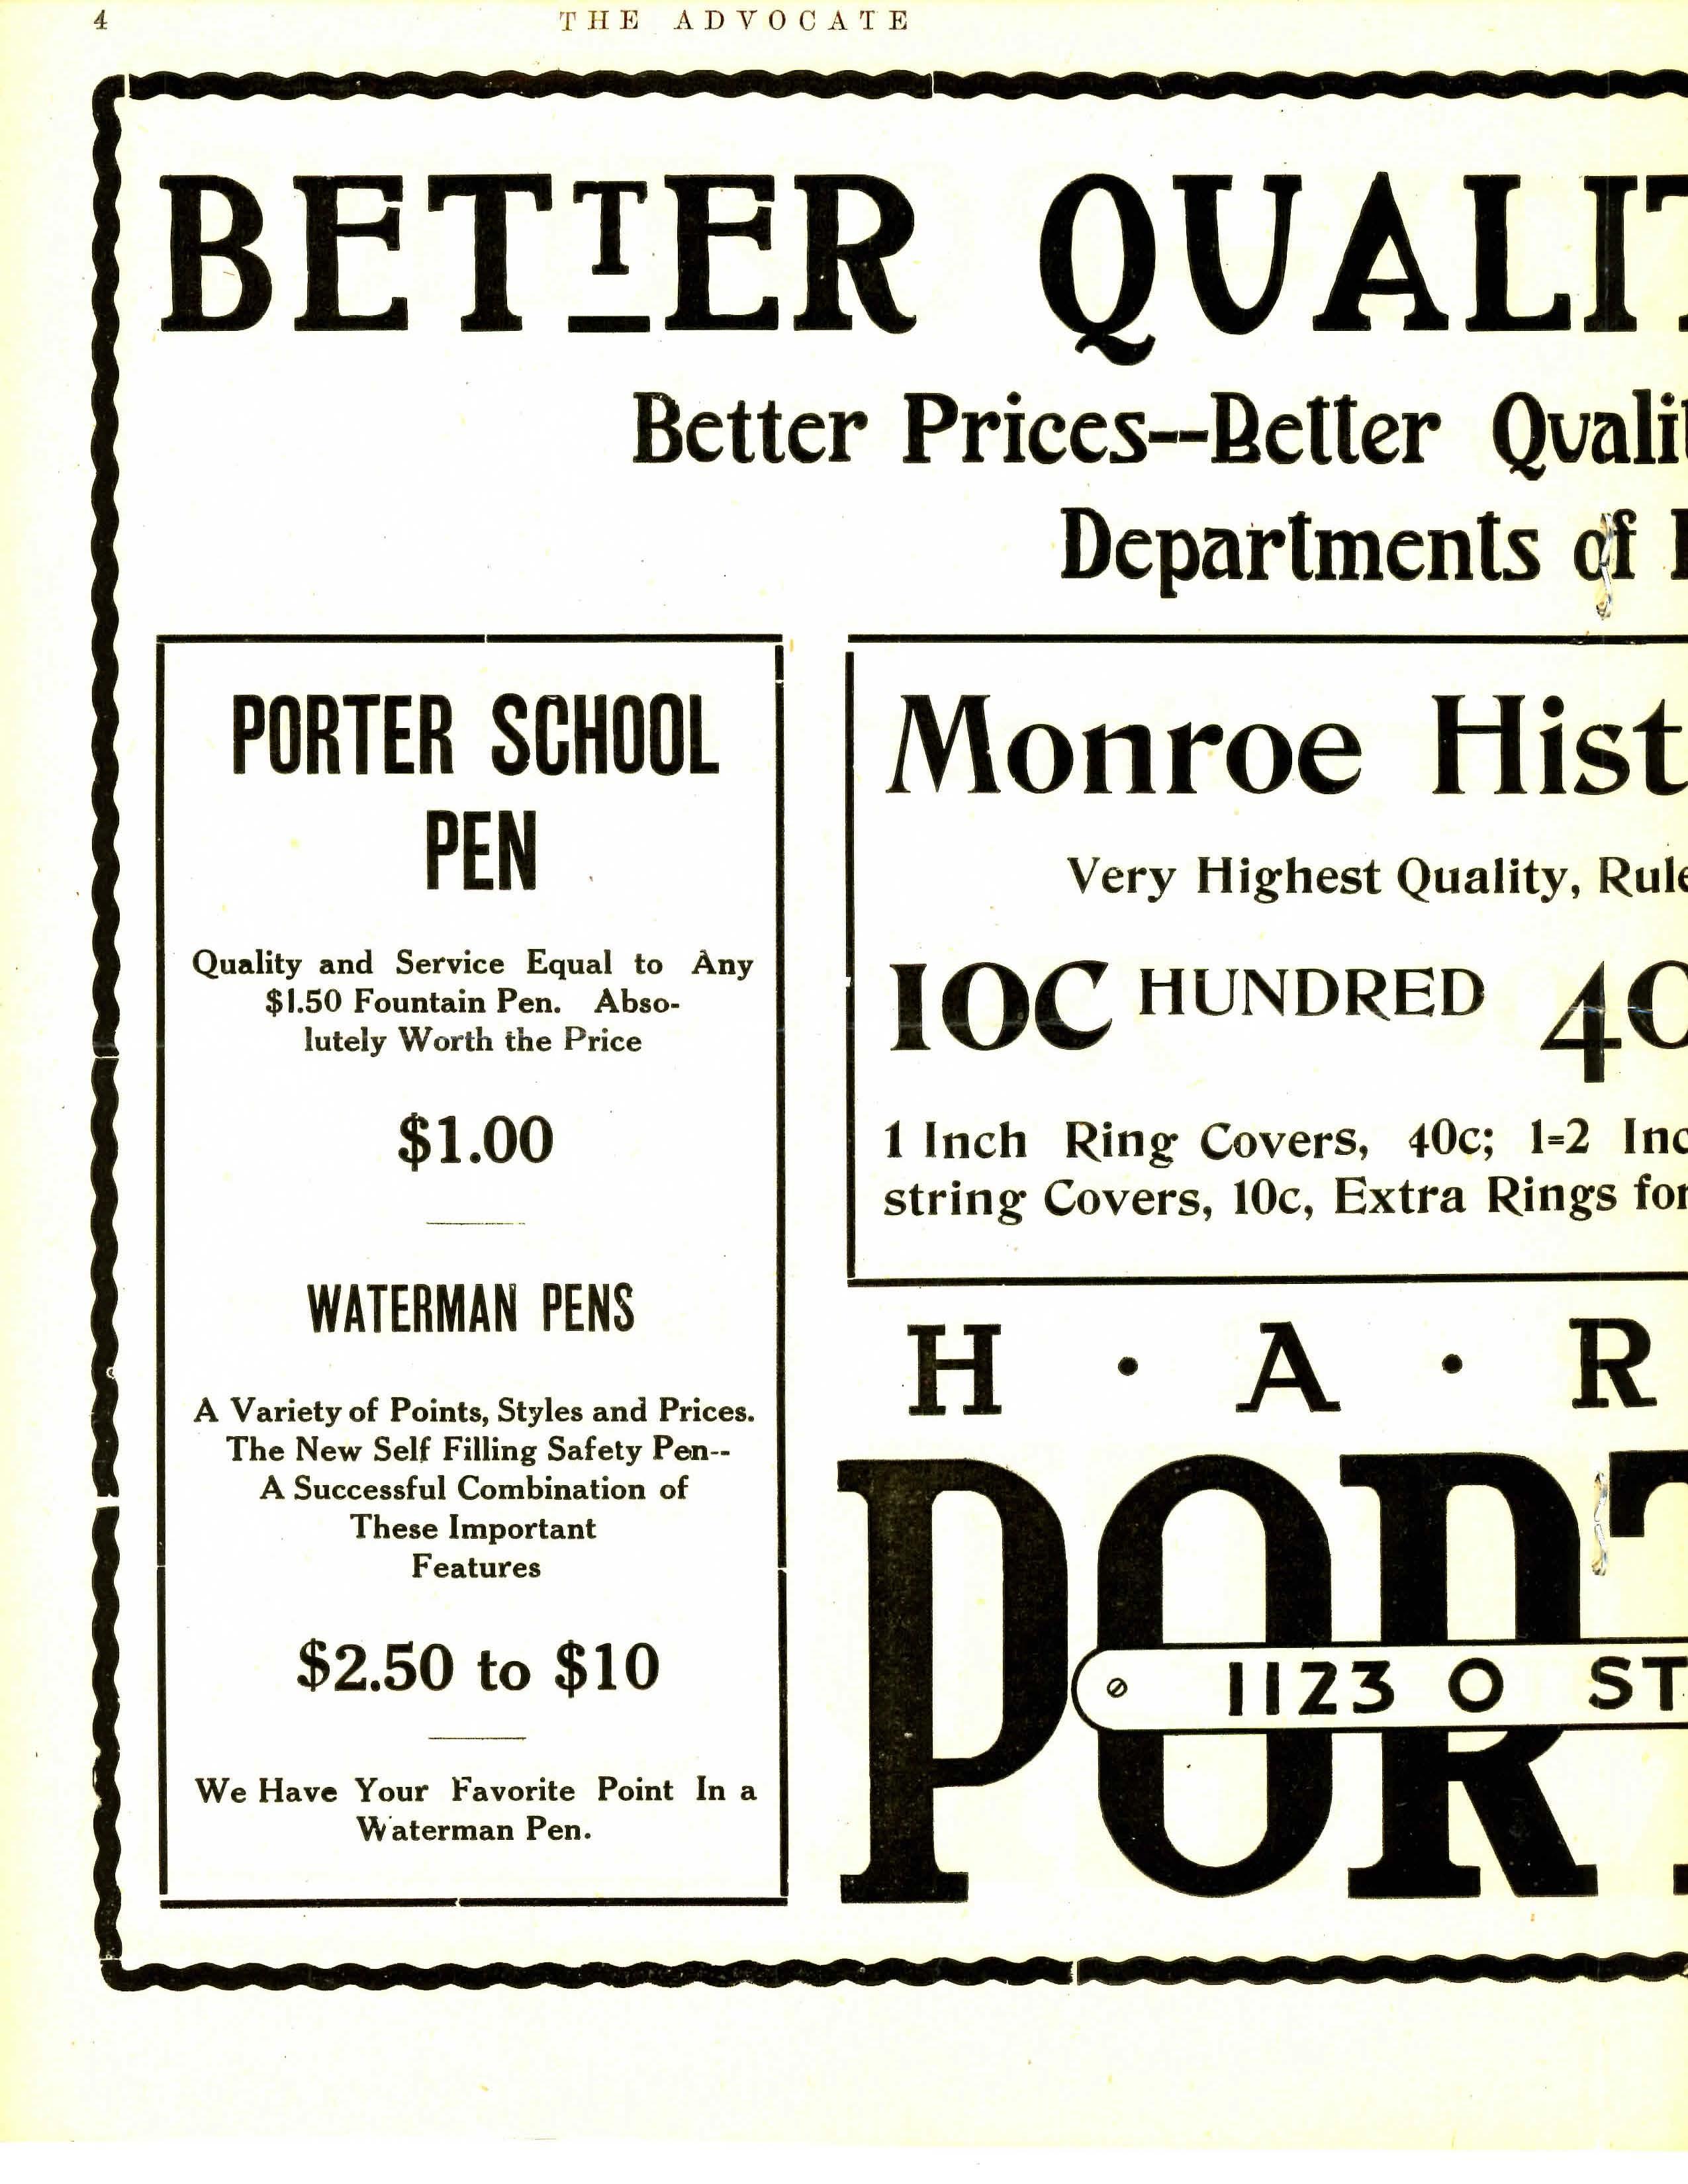 4 THE ADVOCATE
BETTER QUALIT
Better Prices--Better Qualit
Departments of
PORTER SCHOOL
PEN
Quality and Service Equal to Any
$1.50 Fountain Pen. Abso-
lutely Worth the Price
$1.00
WATERMAN PENS
A Variety of Points, Styles and Prices.
The New Self Filling Safety Pen--
A Successful Combination of
These Important
Features
$2.50 to $10
We Have Your Favorite Point In a
Waterman Pen.
Monroe Hist
Very Highest Quality, Rule
10C HUNDRED 40
1 Inch Ring Covers, 40c; 1=2 Inc
string Covers, 10c, Extra Rings for
H · A · R
PORT
1123 O ST